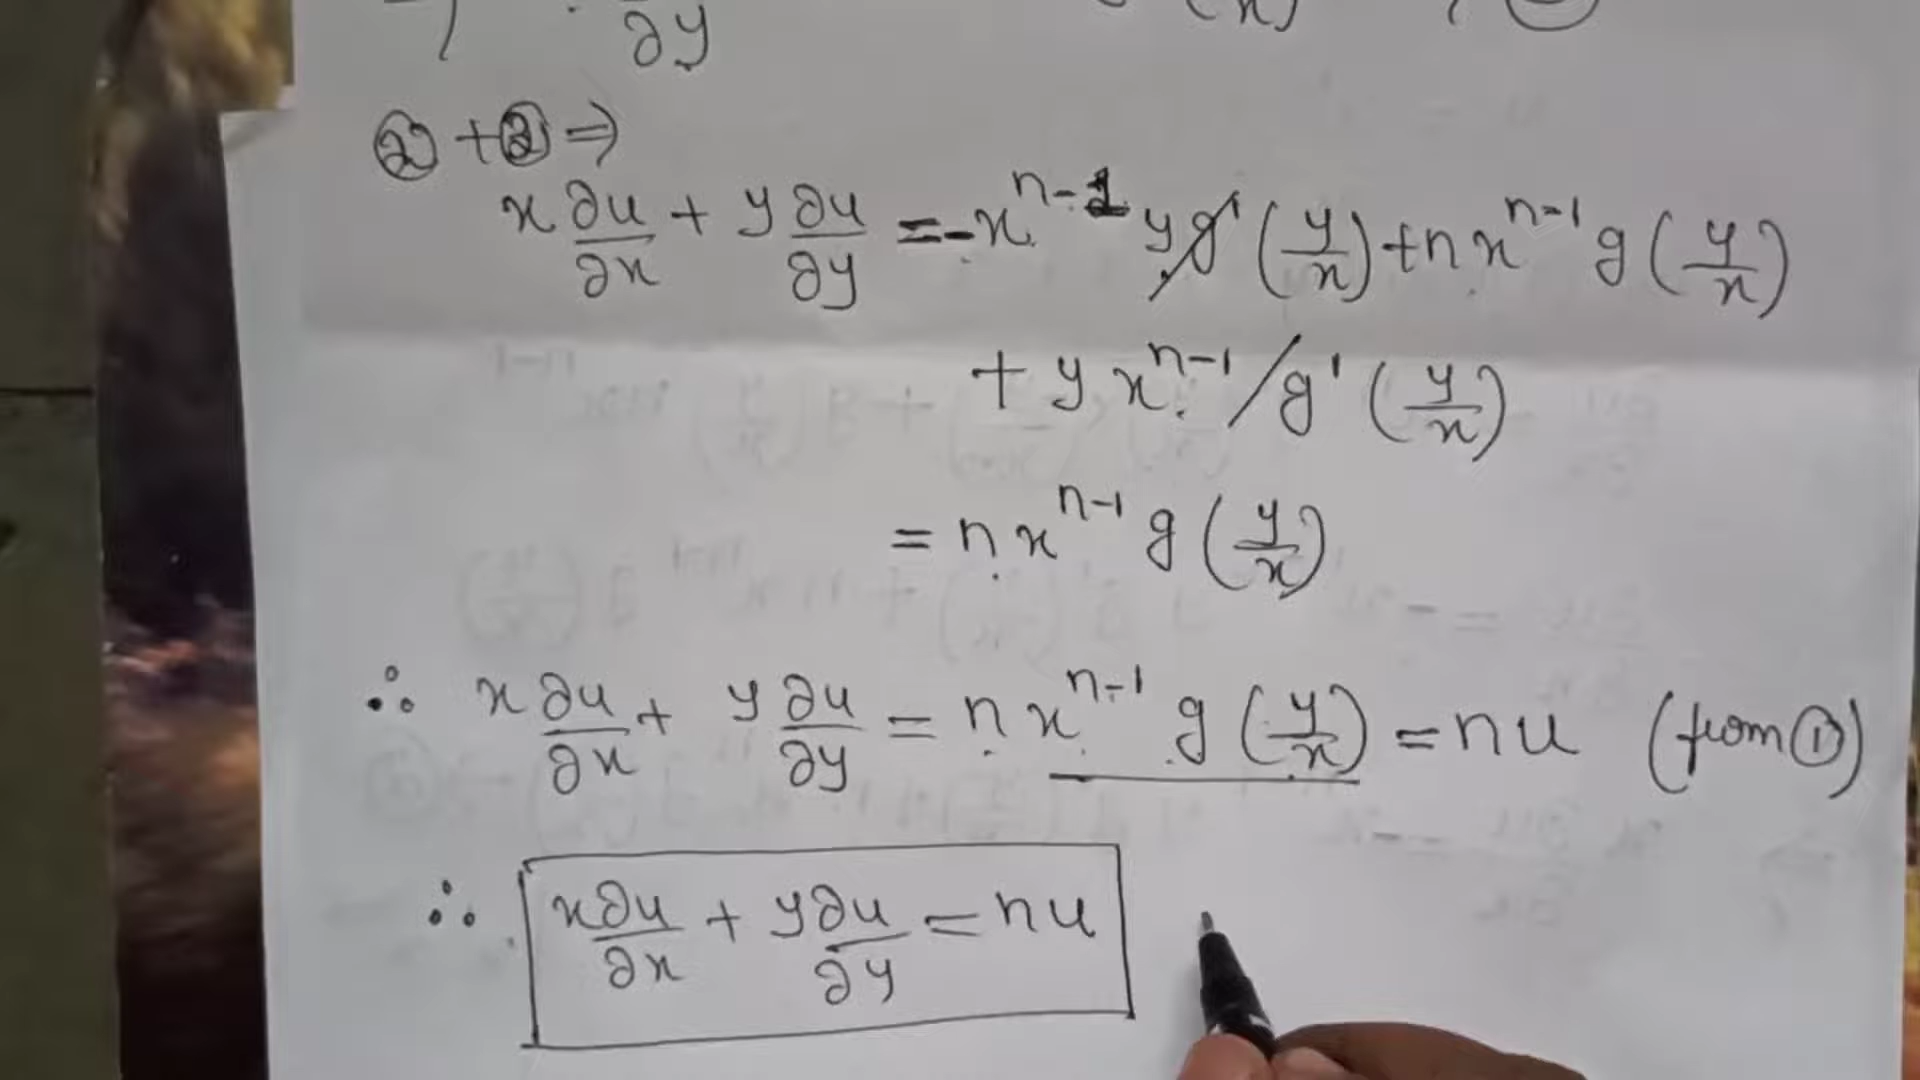 ∂y (x)
② + ③ ⇒
x ∂u/∂x + y ∂u/∂y = -x^(n-1) y g'(y/x) + n x^(n-1) g(y/x)
+ y x^(n-1) g'(y/x)
= n x^(n-1) g(y/x)
∴ x ∂u/∂x + y ∂u/∂y = n x^(n-1) g(y/x) = nu (from ①)
∴ x ∂u/∂x + y ∂u/∂y = nu